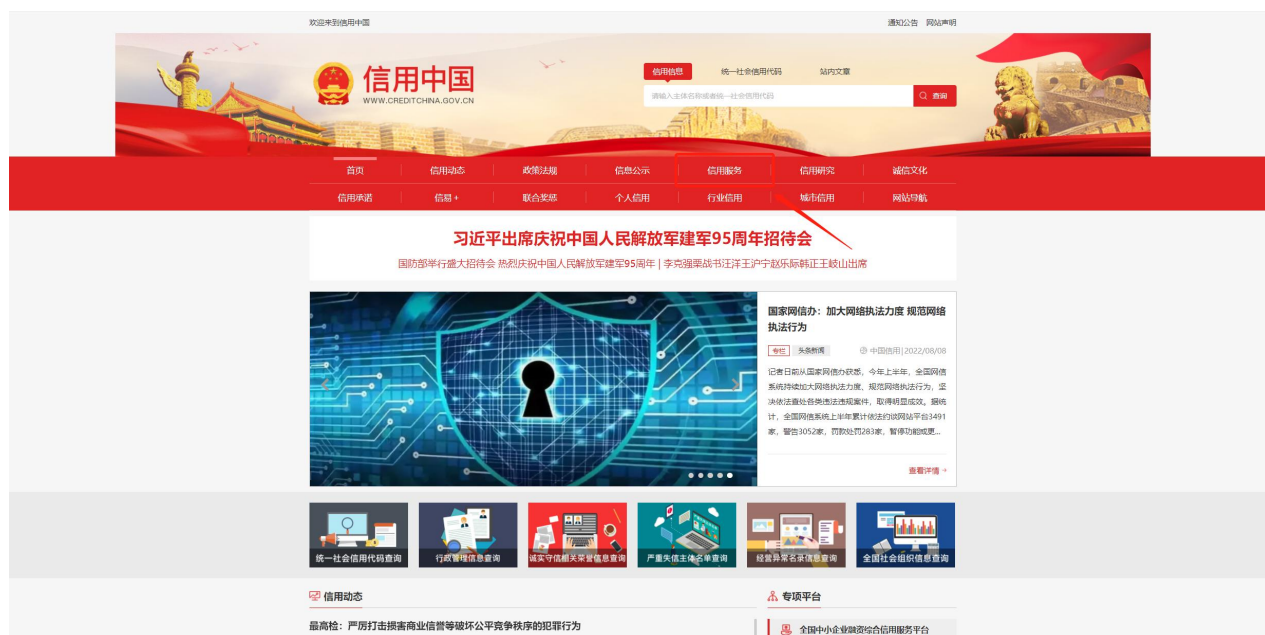 欢迎来到信用中国
通知公告 网站声明
信用中国
WWW.CREDITCHINA.GOV.CN
信用信息 统一社会信用代码 站内文章
请输入主体名称或者统一社会信用代码 查询
首页 信用动态 政策法规 信息公示 信用服务 信用研究 诚信文化
信用承诺 信易+ 联合奖惩 个人信用 行业信用 城市信用 网站导航
习近平出席庆祝中国人民解放军建军95周年招待会
国防部举行盛大招待会 热烈庆祝中国人民解放军建军95周年 | 李克强栗战书汪洋王沪宁赵乐际韩正王岐山出席
国家网信办：加大网络执法力度 规范网络
执法行为
专栏 头条新闻 中国信用|2022/08/08
记者日前从国家网信办获悉，今年上半年，全国网信
系统持续加大网络执法力度、规范网络执法行为，坚
决依法查处各类违法违规案件，取得明显成效。据统
计，全国网信系统上半年累计依法约谈网站平台3491
家，警告3052家，罚款处罚283家，暂停功能或更...
查看详情
统一社会信用代码查询 行政管理信息查询 诚实守信相关荣誉信息查询 严重失信主体名单查询 经营异常名录信息查询 全国社会组织信息查询
信用动态
专项平台
最高检：严厉打击损害商业信誉等破坏公平竞争秩序的犯罪行为
全国中小企业融资综合信用服务平台